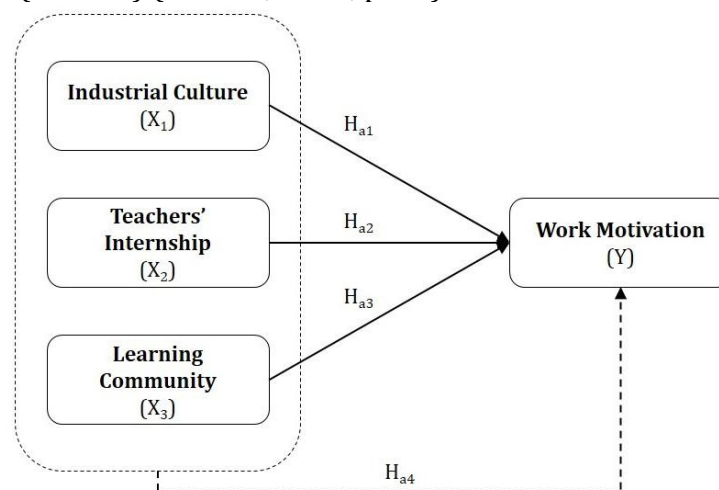 Industrial Culture
(X₁)
Hₐ₁
Teachers'
Internship
(X₂)
Hₐ₂
Work Motivation
(Y)
Hₐ₃
Learning
Community
(X₃)
Hₐ₄